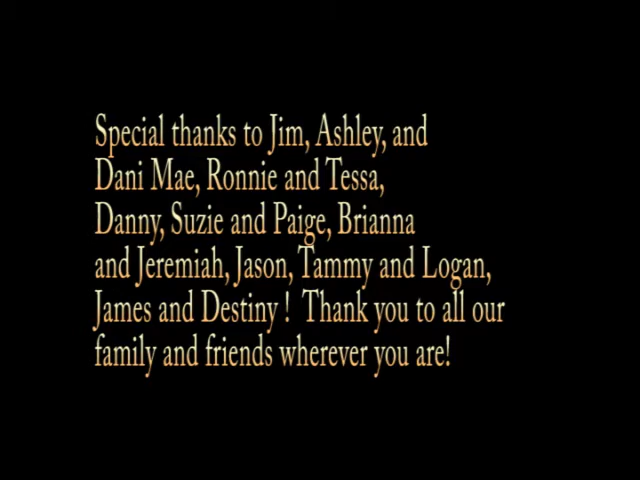 Special thanks to Jim, Ashley, and
Dani Mae, Ronnie and Tessa,
Danny, Suzie and Paige, Brianna
and Jeremiah, Jason, Tammy and Logan,
James and Destiny !  Thank you to all our
family and friends wherever you are!